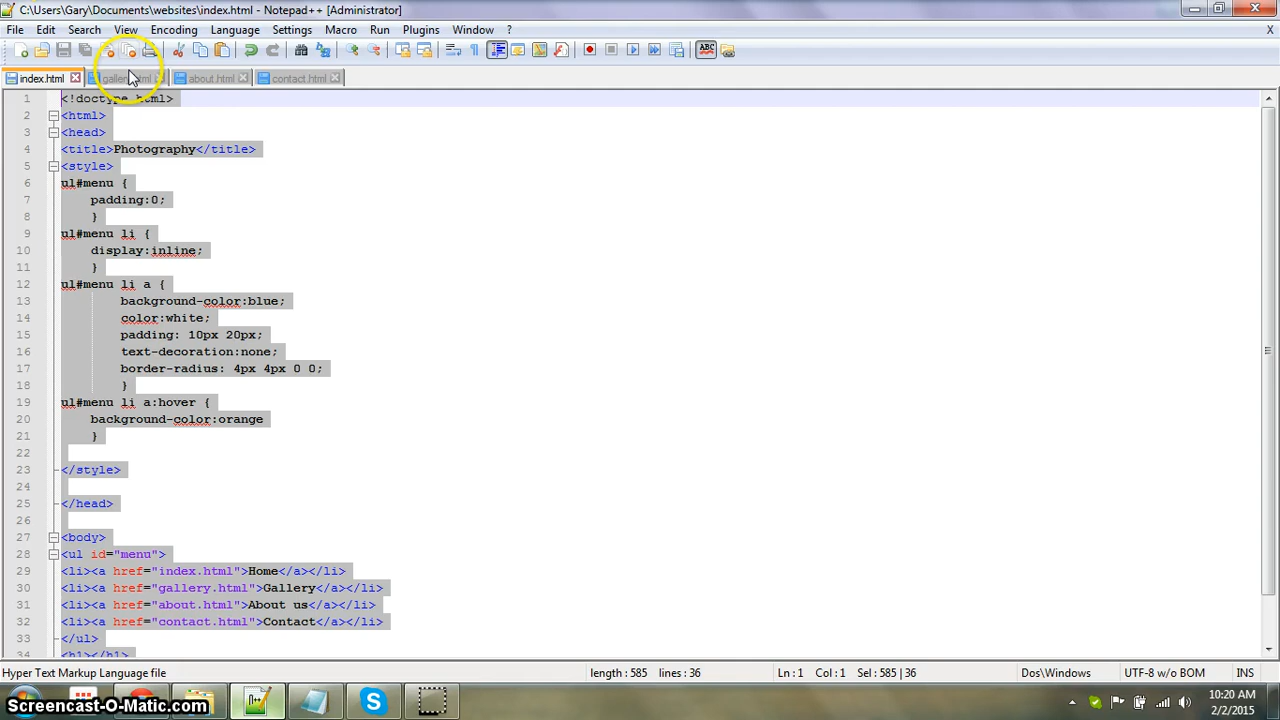 C:\Users\Gary\Documents\websites\index.html - Notepad++ [Administrator]
File Edit Search View Encoding Language Settings Macro Run Plugins Window ? X
index.html gallery.html about.html contact.html
1 <!doctype html>
2 <html>
3 <head>
4 <title>Photography</title>
5 <style>
6 ul#menu {
7 padding:0;
8 }
9 ul#menu li {
10 display:inline;
11 }
12 ul#menu li a {
13 background-color:blue;
14 color:white;
15 padding: 10px 20px;
16 text-decoration:none;
17 border-radius: 4px 4px 0 0;
18 }
19 ul#menu li a:hover {
20 background-color:orange
21 }
22
23 </style>
24
25 </head>
26
27 <body>
28 <ul id="menu">
29 <li><a href="index.html">Home</a></li>
30 <li><a href="gallery.html">Gallery</a></li>
31 <li><a href="about.html">About us</a></li>
32 <li><a href="contact.html">Contact</a></li>
33 </ul>
34 <h1></h1>
Hyper Text Markup Language file length : 585 lines : 36 Ln : 1 Col : 1 Sel : 585 | 36 Dos\Windows UTF-8 w/o BOM INS
10:20 AM
2/2/2015
Screencast-O-Matic.com